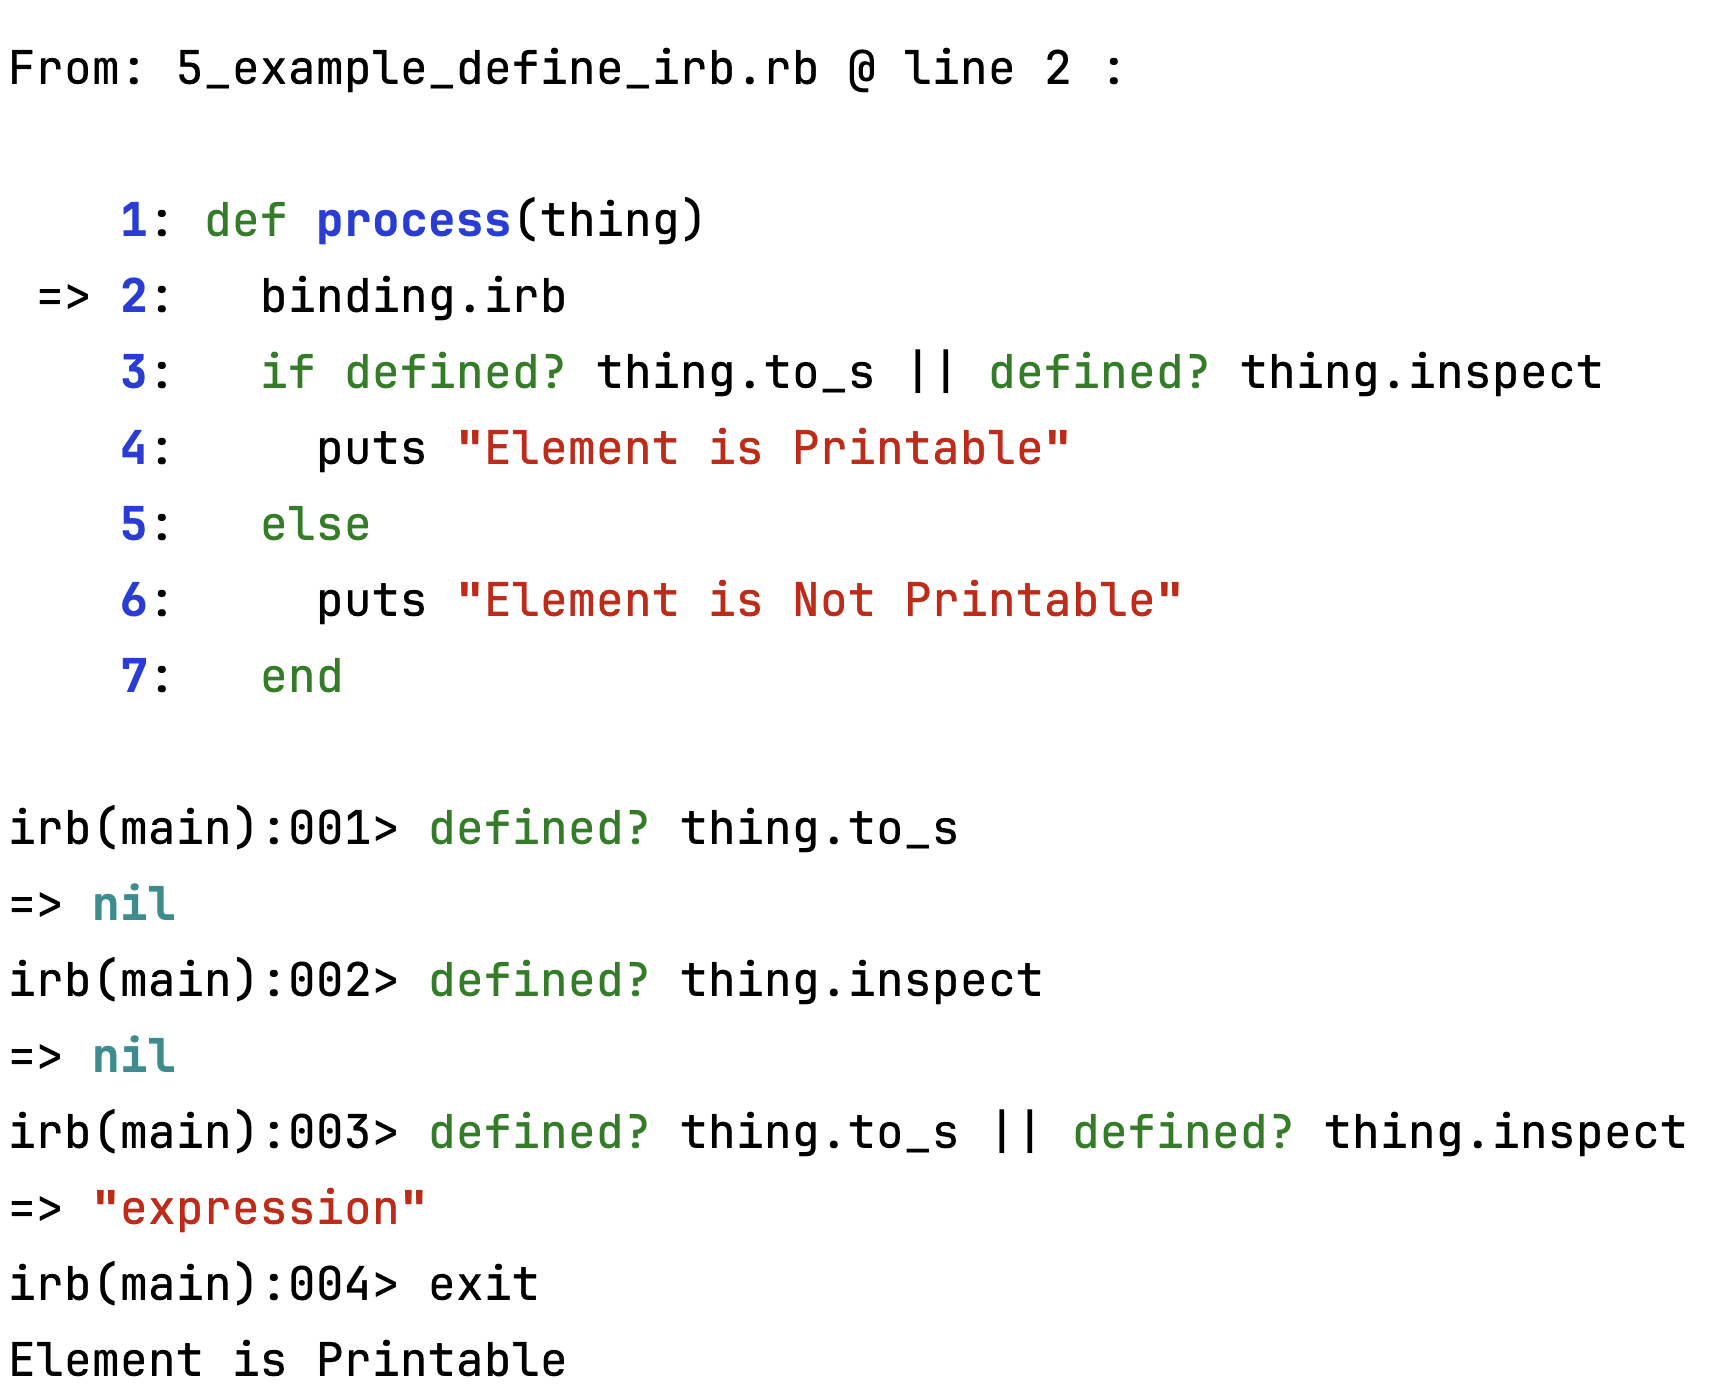 From: 5_example_define_irb.rb @ line 2 :
    1: def process(thing)
 => 2:   binding.irb
    3:   if defined? thing.to_s || defined? thing.inspect
    4:     puts "Element is Printable"
    5:   else
    6:     puts "Element is Not Printable"
    7:   end
irb(main):001> defined? thing.to_s
=> nil
irb(main):002> defined? thing.inspect
=> nil
irb(main):003> defined? thing.to_s || defined? thing.inspect
=> "expression"
irb(main):004> exit
Element is Printable